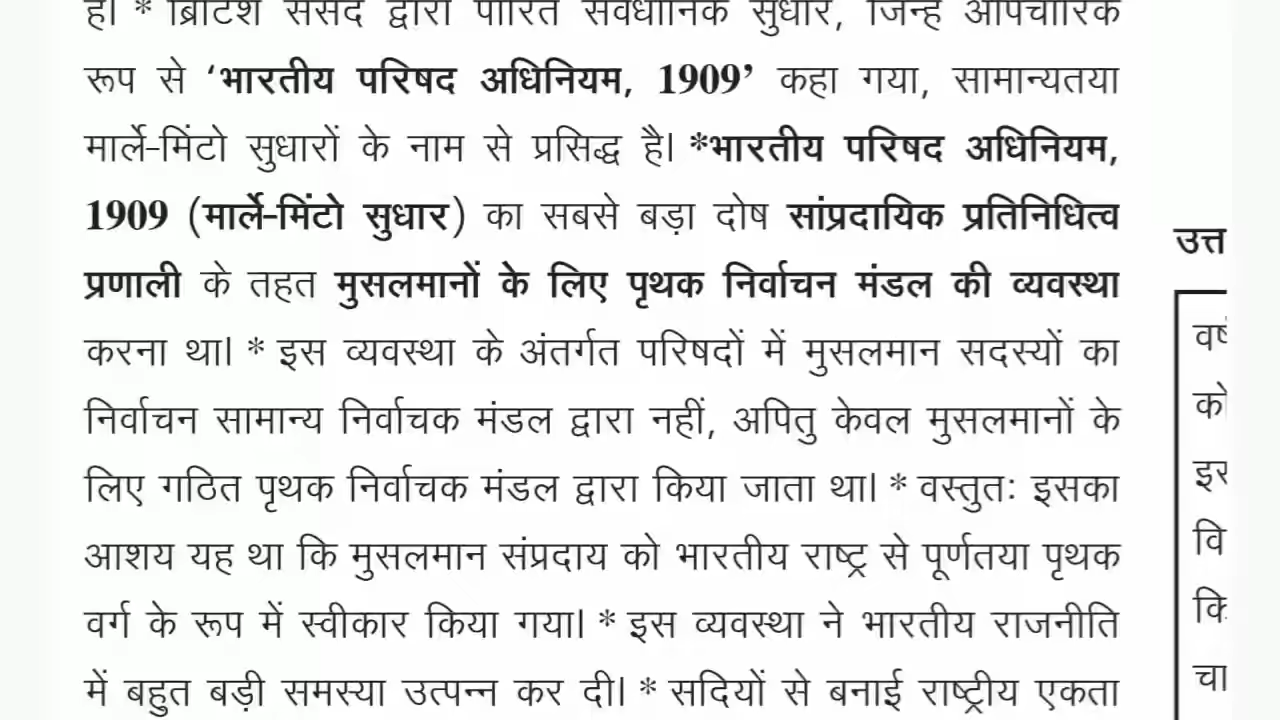 है। * ब्रिटिश संसद द्वारा पारित संवैधानिक सुधार, जिन्हें औपचारिक
रूप से ‘भारतीय परिषद अधिनियम, 1909’ कहा गया, सामान्यतया
मार्ले-मिंटो सुधारों के नाम से प्रसिद्ध है। *भारतीय परिषद अधिनियम,
1909 (मार्ले-मिंटो सुधार) का सबसे बड़ा दोष सांप्रदायिक प्रतिनिधित्व
प्रणाली के तहत मुसलमानों के लिए पृथक निर्वाचन मंडल की व्यवस्था
करना था। * इस व्यवस्था के अंतर्गत परिषदों में मुसलमान सदस्यों का
निर्वाचन सामान्य निर्वाचक मंडल द्वारा नहीं, अपितु केवल मुसलमानों के
लिए गठित पृथक निर्वाचक मंडल द्वारा किया जाता था। * वस्तुतः इसका
आशय यह था कि मुसलमान संप्रदाय को भारतीय राष्ट्र से पूर्णतया पृथक
वर्ग के रूप में स्वीकार किया गया। * इस व्यवस्था ने भारतीय राजनीति
में बहुत बड़ी समस्या उत्पन्न कर दी। * सदियों से बनाई राष्ट्रीय एकता
उत्त
को
वि
कि
चा